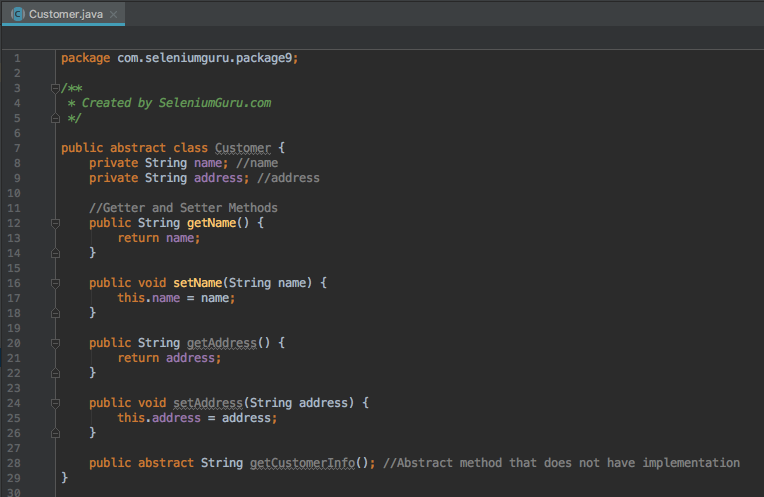 Customer.java
1 package com.seleniumguru.package9;
2
3 /**
4 * Created by SeleniumGuru.com
5 */
6
7 public abstract class Customer {
8 private String name; //name
9 private String address; //address
10
11 //Getter and Setter Methods
12 public String getName() {
13 return name;
14 }
15
16 public void setName(String name) {
17 this.name = name;
18 }
19
20 public String getAddress() {
21 return address;
22 }
23
24 public void setAddress(String address) {
25 this.address = address;
26 }
27
28 public abstract String getCustomerInfo(); //Abstract method that does not have implementation
29 }
30